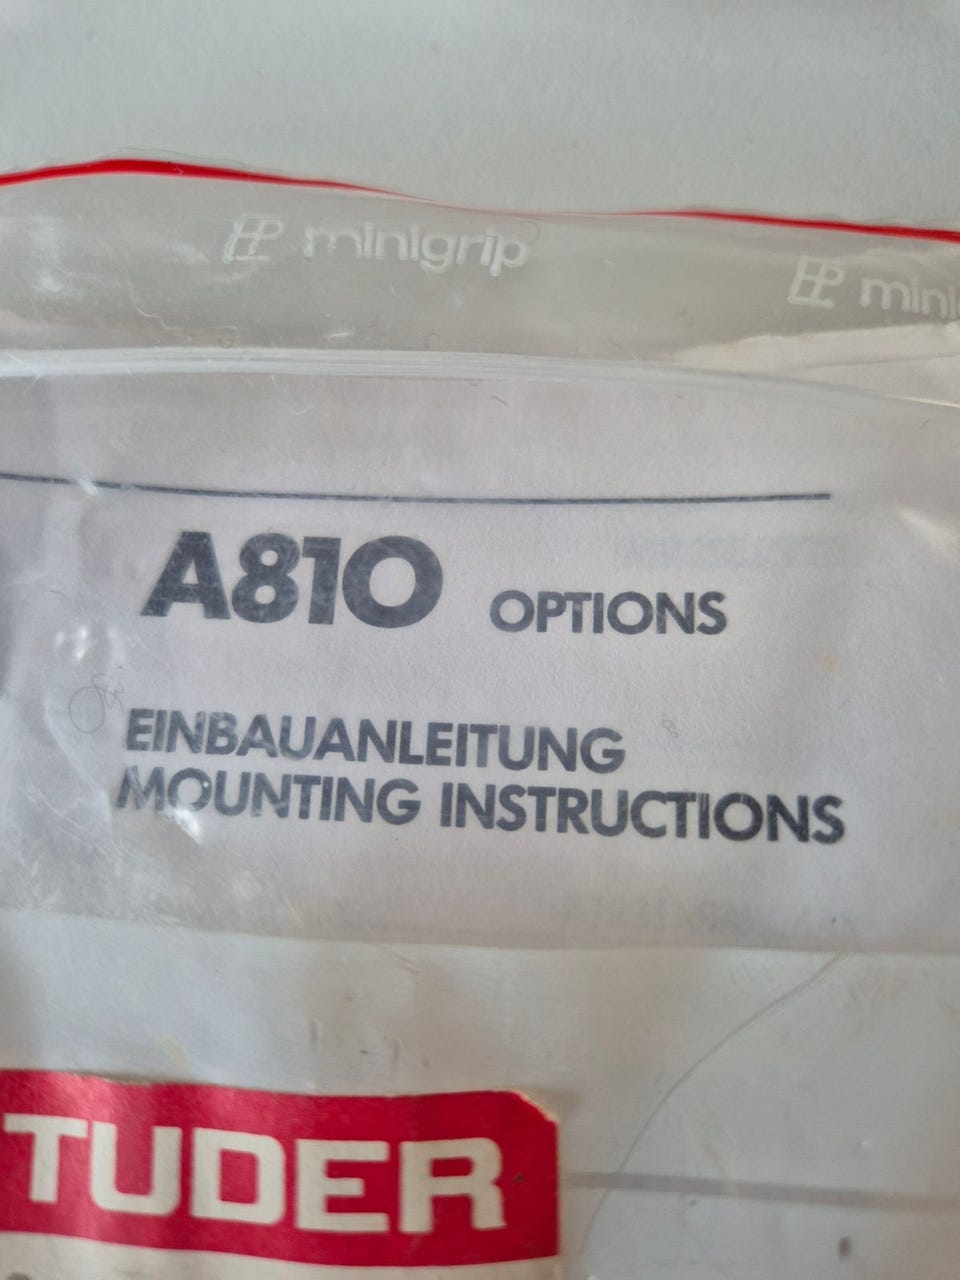 minigrip mini
A810 OPTIONS
EINBAUANLEITUNG
MOUNTING INSTRUCTIONS
TUDER